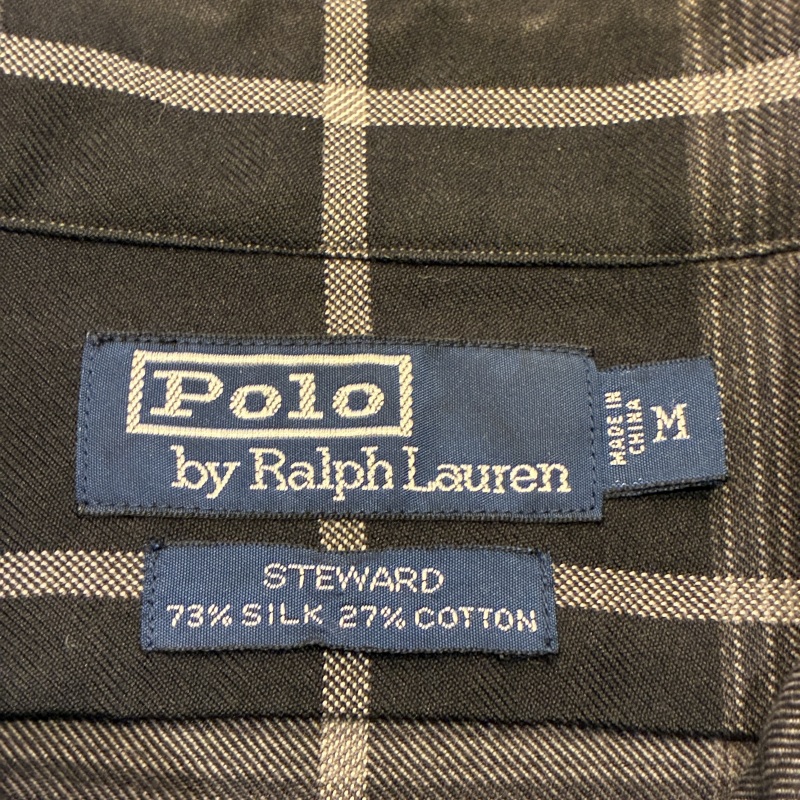 Polo
by Ralph Lauren
MADE IN
CHINA
M
STEWARD
73% SILK 27% COTTON